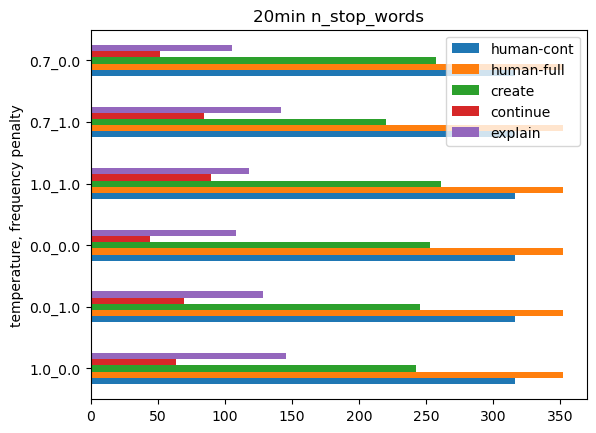 20min n_stop_words
human-cont
human-full
create
continue
explain
temperature, frequency penalty
0.7_0.0
0.7_1.0
1.0_1.0
0.0_0.0
0.0_1.0
1.0_0.0
0 50 100 150 200 250 300 350